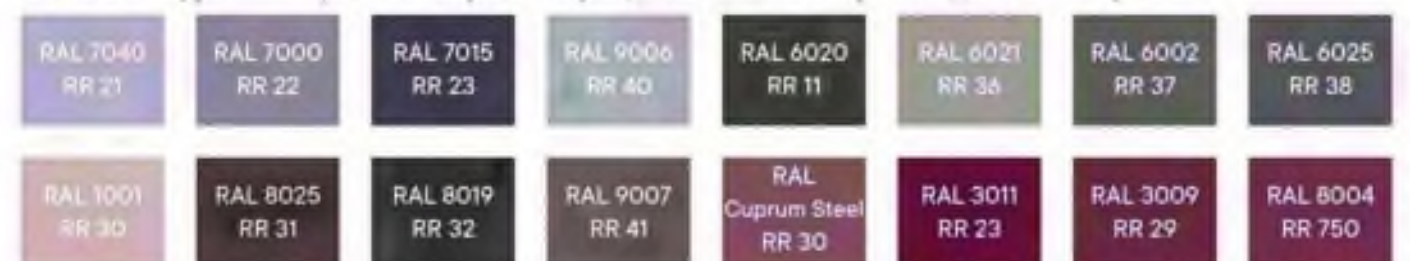 RAL 7040
RR 21
RAL 7000
RR 22
RAL 7015
RR 23
RAL 9006
RR 40
RAL 6020
RR 11
RAL 6021
RR 36
RAL 6002
RR 37
RAL 6025
RR 38
RAL 1001
RR 30
RAL 8025
RR 31
RAL 8019
RR 32
RAL 9007
RR 41
RAL
Cuprum Steel
RR 30
RAL 3011
RR 23
RAL 3009
RR 29
RAL 8004
RR 750